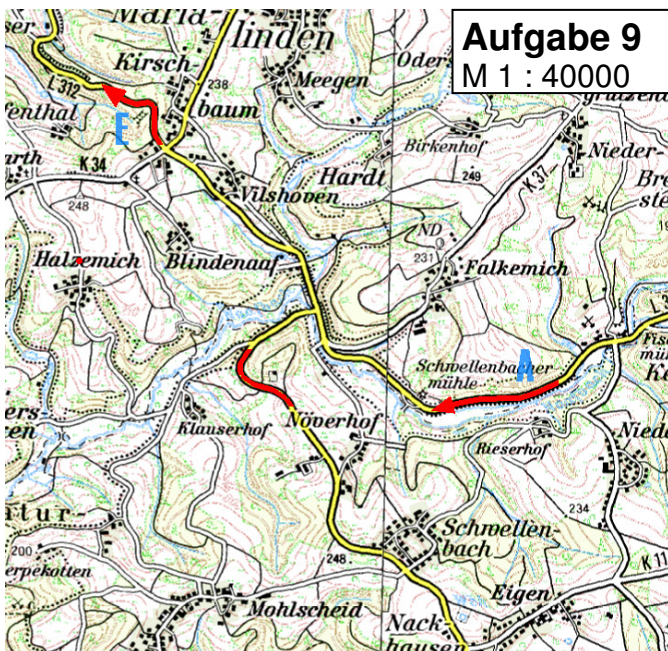 Aufgabe 9
M 1 : 40000
Maria-
linden
Kirsch-
baum
238
Meegen
L 312
E
K 34
248
Vilshoven
Hardt
Birkenhof
249
K 37
Nieder-
Halzemich
Blindenaaf
ND
231
Falkemich
Schwellenbacher
mühle
A
Klauserhof
Növerhof
Rieserhof
234
200
248
Schwellen-
bach
Mohlscheid
Eigen
Nack-
hausen